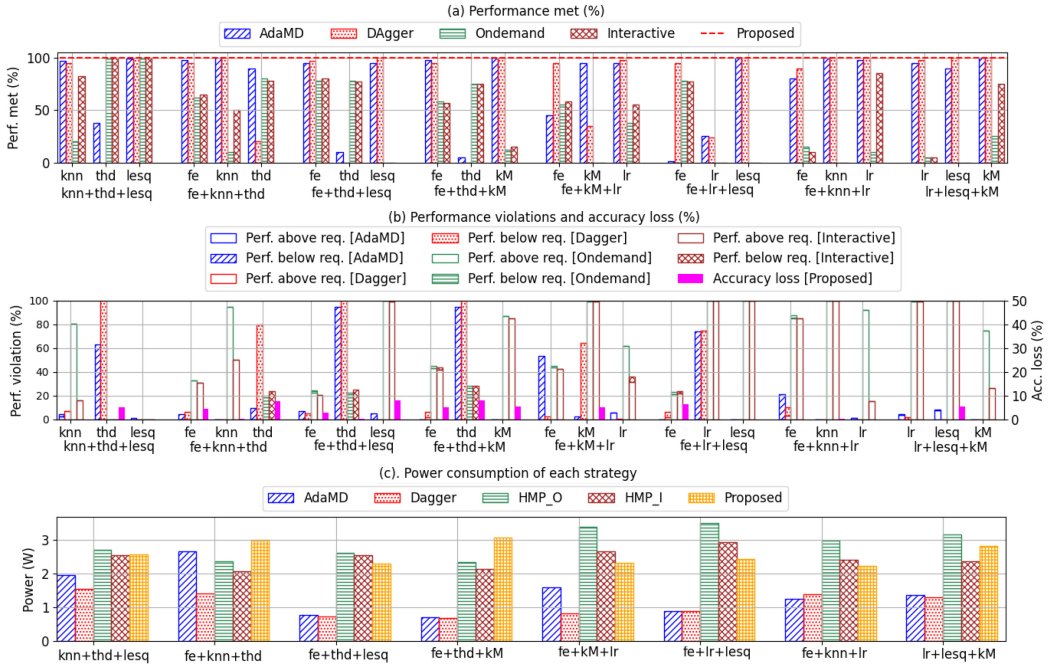 (a) Performance met (%)
AdaMD DAgger Ondemand Interactive Proposed
Perf. met (%)
100
50
0
knn thd lesq fe knn thd fe thd lesq fe thd kM fe kM lr fe lr lesq fe knn lr lr lesq kM
knn+thd+lesq fe+knn+thd fe+thd+lesq fe+thd+kM fe+kM+lr fe+lr+lesq fe+knn+lr lr+lesq+kM
(b) Performance violations and accuracy loss (%)
Perf. above req. [AdaMD] Perf. below req. [Dagger] Perf. above req. [Interactive]
Perf. below req. [AdaMD] Perf. above req. [Ondemand] Perf. below req. [Interactive]
Perf. above req. [Dagger] Perf. below req. [Ondemand] Accuracy loss [Proposed]
Perf. violation (%)
100 50
80 40
60 30
40 20
20 10
0 0
Acc. loss (%)
knn thd lesq fe knn thd fe thd lesq fe thd kM fe kM lr fe lr lesq fe knn lr lr lesq kM
knn+thd+lesq fe+knn+thd fe+thd+lesq fe+thd+kM fe+kM+lr fe+lr+lesq fe+knn+lr lr+lesq+kM
(c). Power consumption of each strategy
AdaMD Dagger HMP_O HMP_I Proposed
Power (W)
3
2
1
0
knn+thd+lesq fe+knn+thd fe+thd+lesq fe+thd+kM fe+kM+lr fe+lr+lesq fe+knn+lr lr+lesq+kM